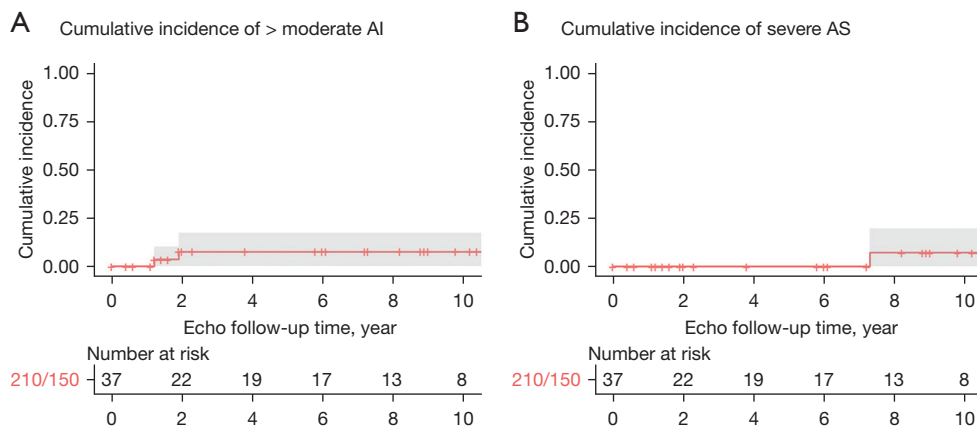 A Cumulative incidence of > moderate AI
Cumulative incidence
1.00
0.75
0.50
0.25
0.00
0 2 4 6 8 10
Echo follow-up time, year
Number at risk
210/150 37 22 19 17 13 8
0 2 4 6 8 10
B Cumulative incidence of severe AS
Cumulative incidence
1.00
0.75
0.50
0.25
0.00
0 2 4 6 8 10
Echo follow-up time, year
Number at risk
210/150 37 22 19 17 13 8
0 2 4 6 8 10